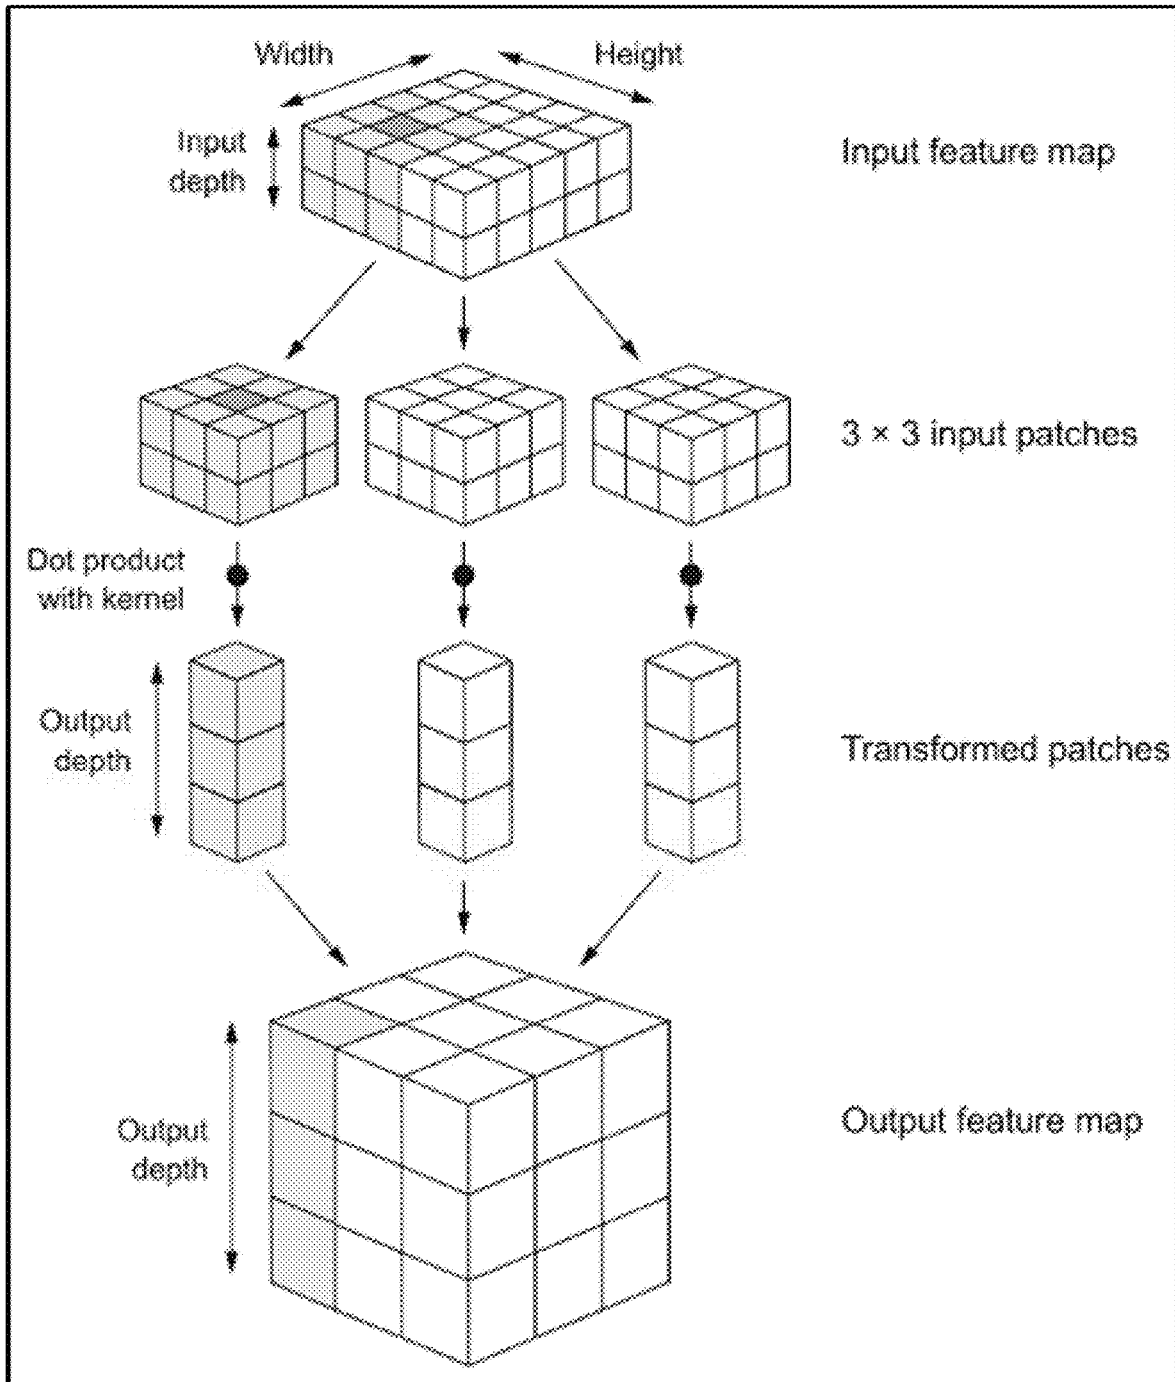 Width
Height
Input
depth
Input feature map
3 × 3 input patches
Dot product
with kernel
Output
depth
Transformed patches
Output
depth
Output feature map